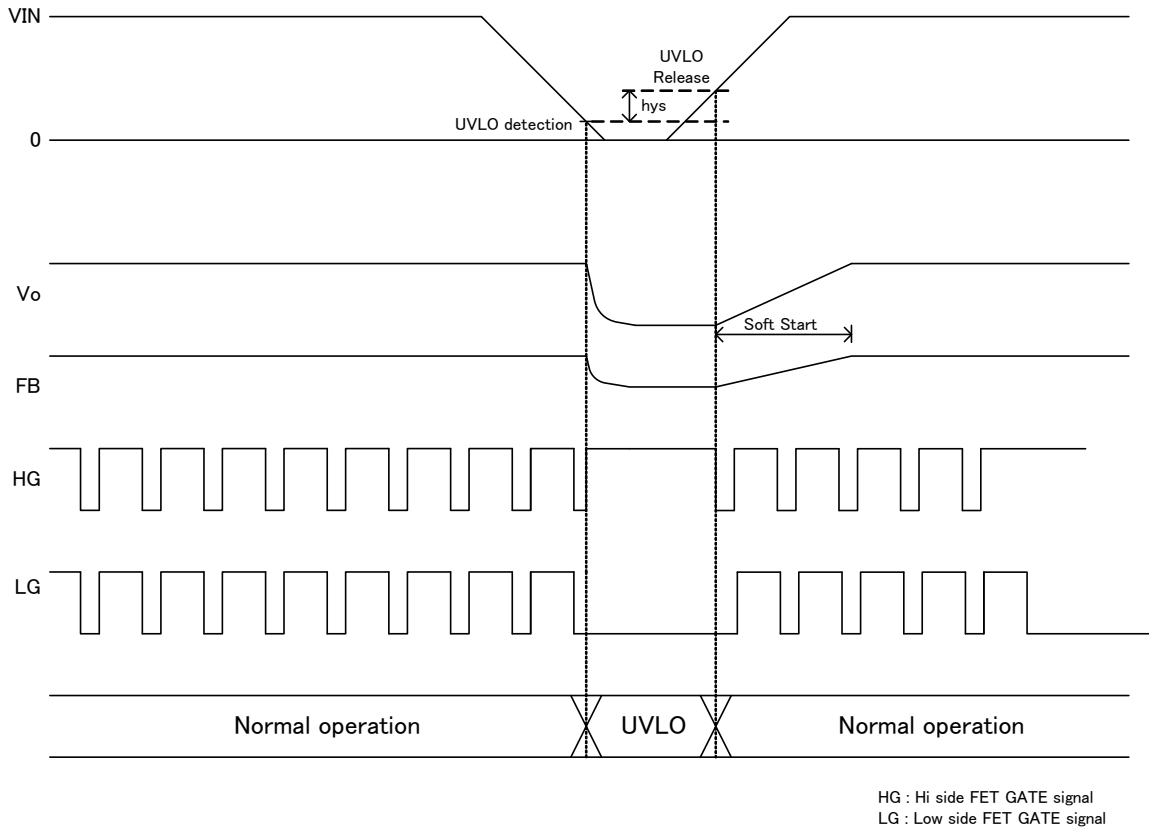 VIN
UVLO
Release
hys
UVLO detection
0
Vo
Soft Start
FB
HG
LG
Normal operation
UVLO
Normal operation
HG : Hi side FET GATE signal
LG : Low side FET GATE signal